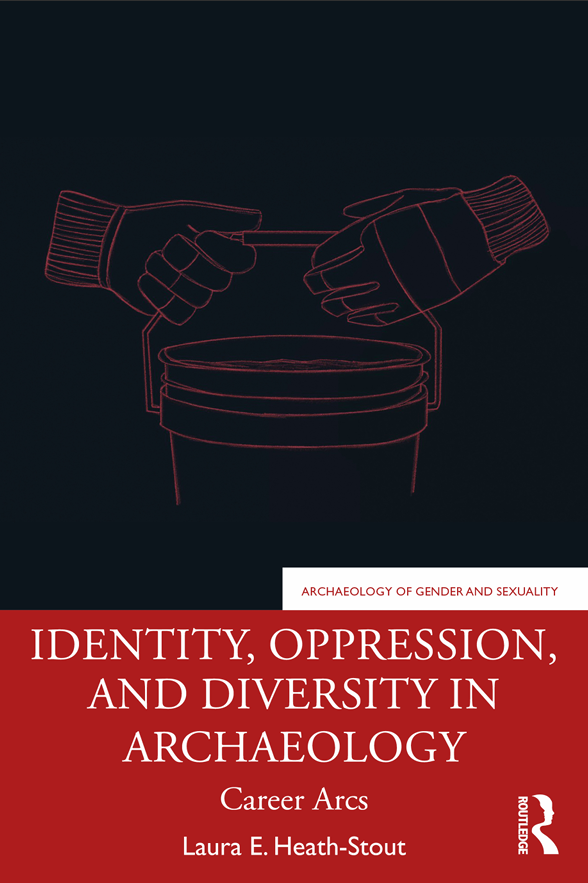 ARCHAEOLOGY OF GENDER AND SEXUALITY
IDENTITY, OPPRESSION,
AND DIVERSITY IN
ARCHAEOLOGY
Career Arcs
Laura E. Heath-Stout
ROUTLEDGE